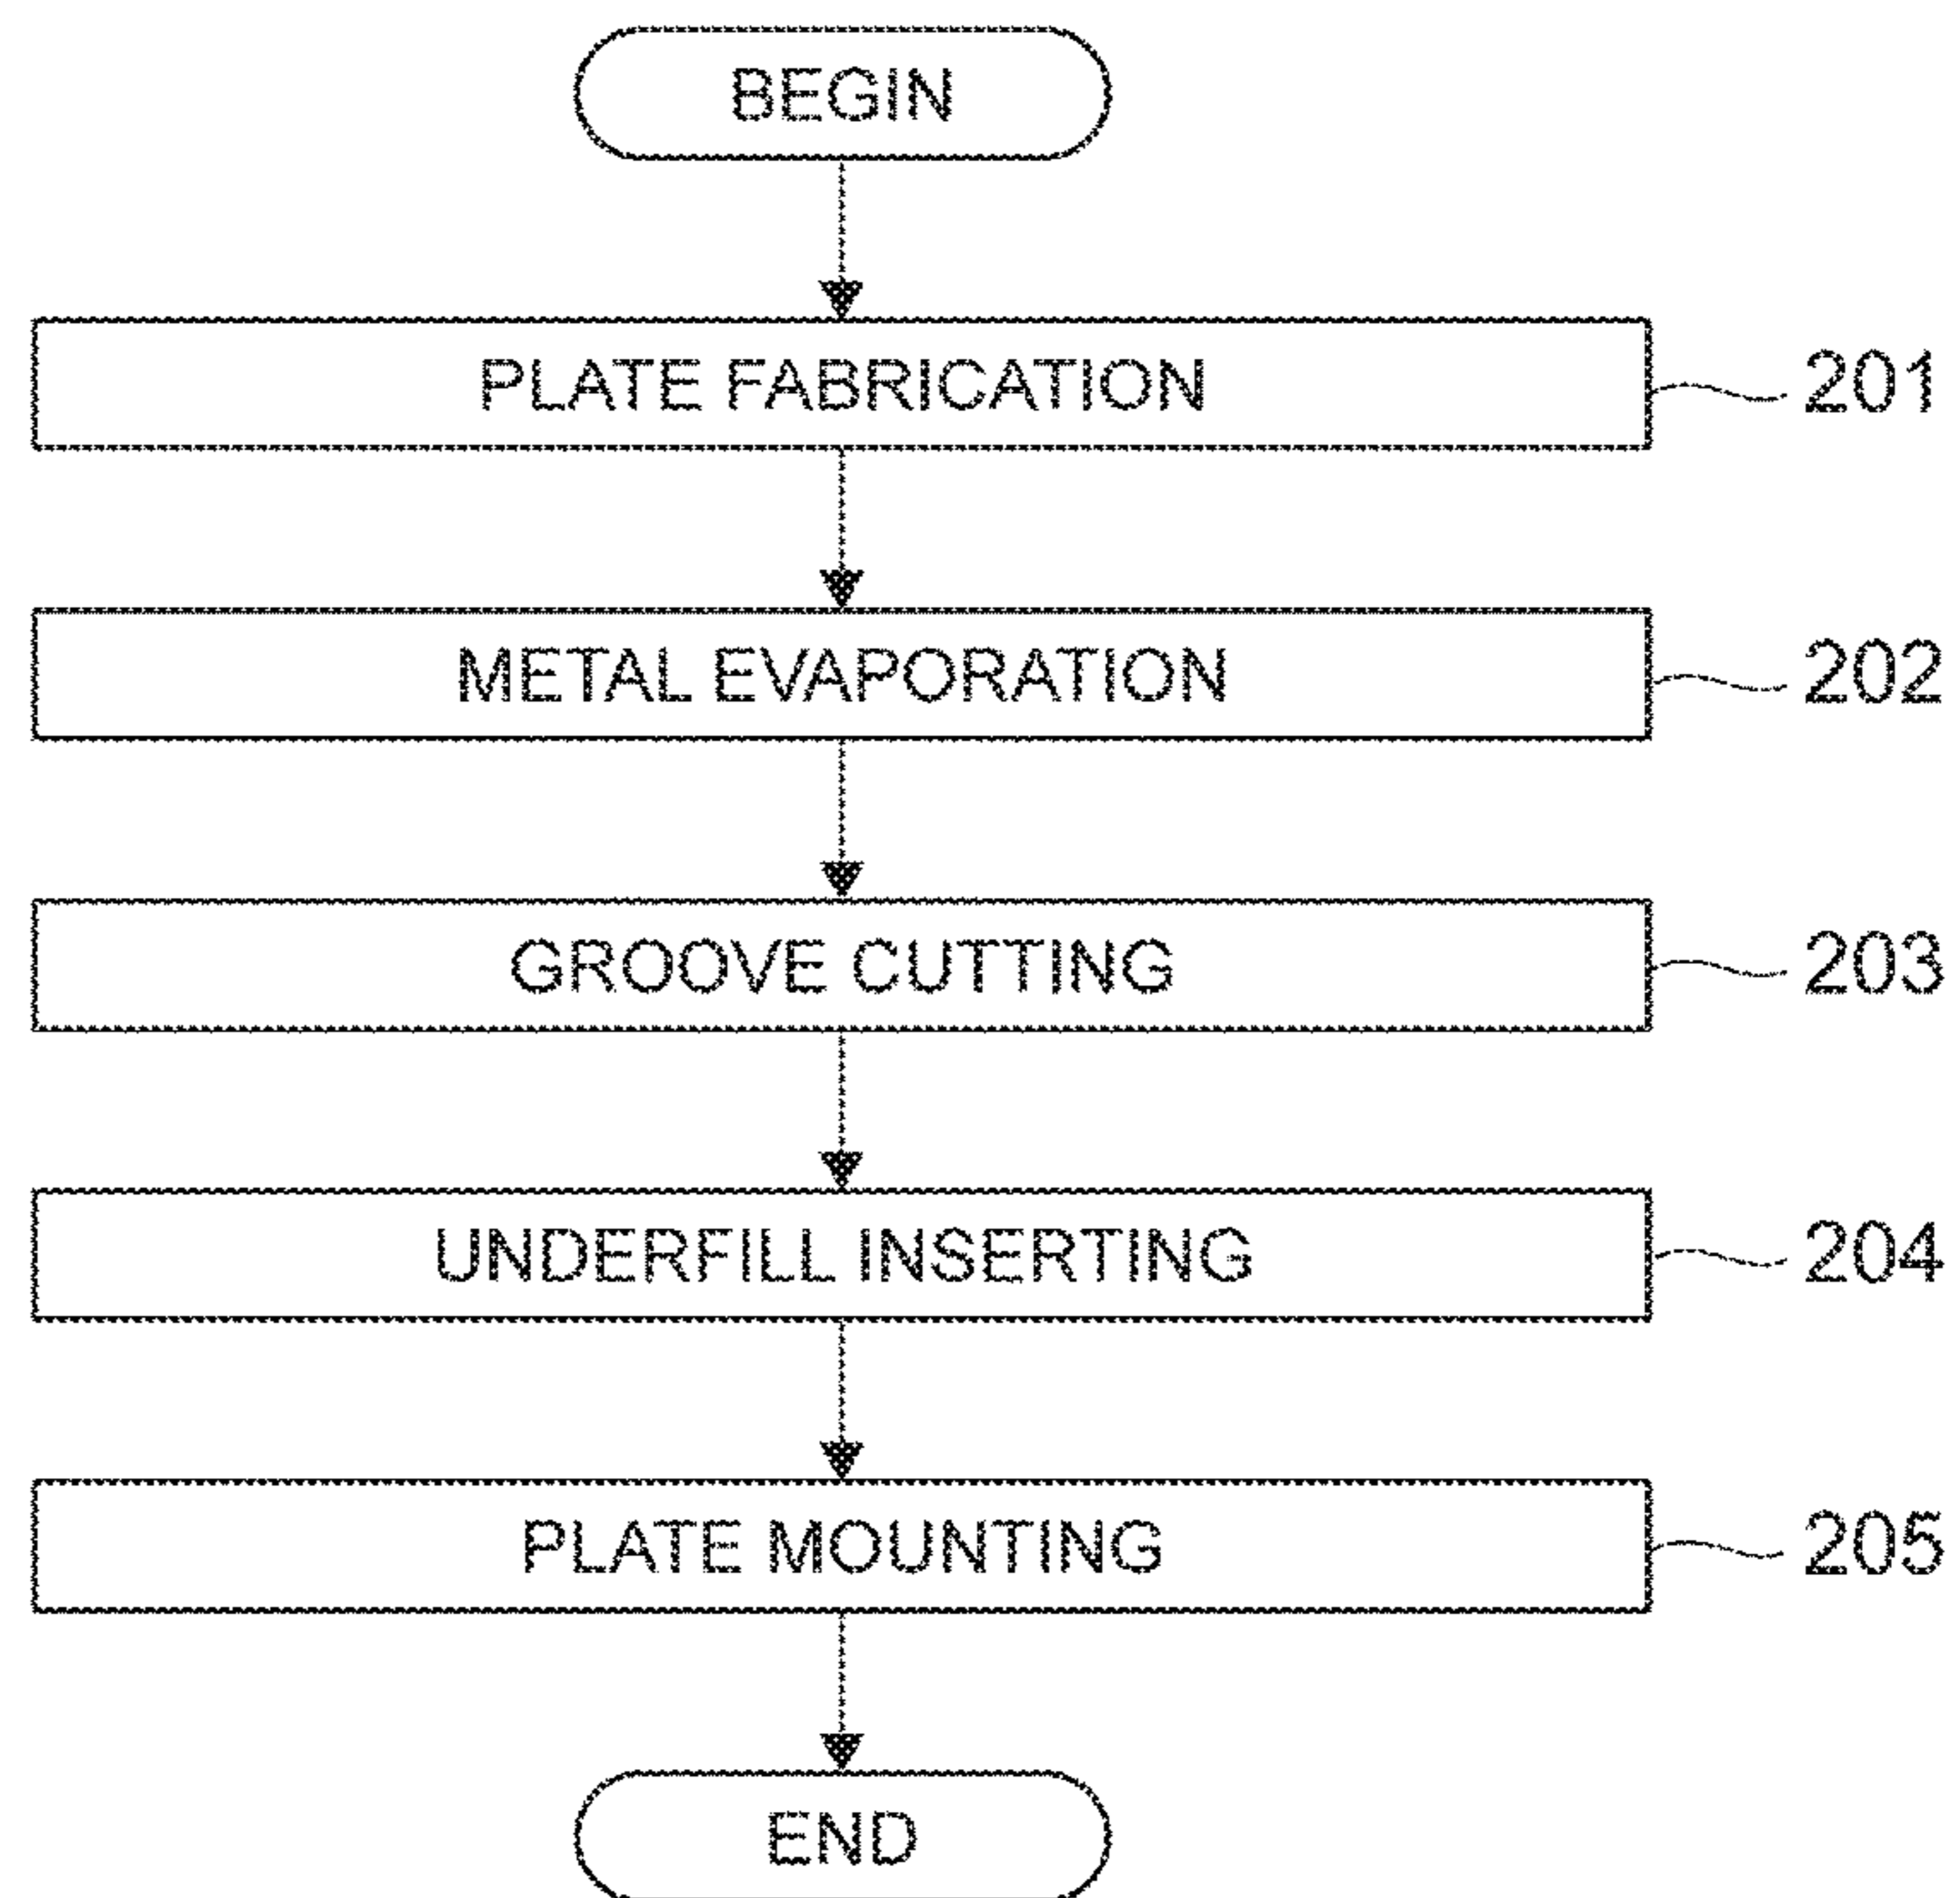 BEGIN
PLATE FABRICATION 201
METAL EVAPORATION 202
GROOVE CUTTING 203
UNDERFILL INSERTING 204
PLATE MOUNTING 205
END